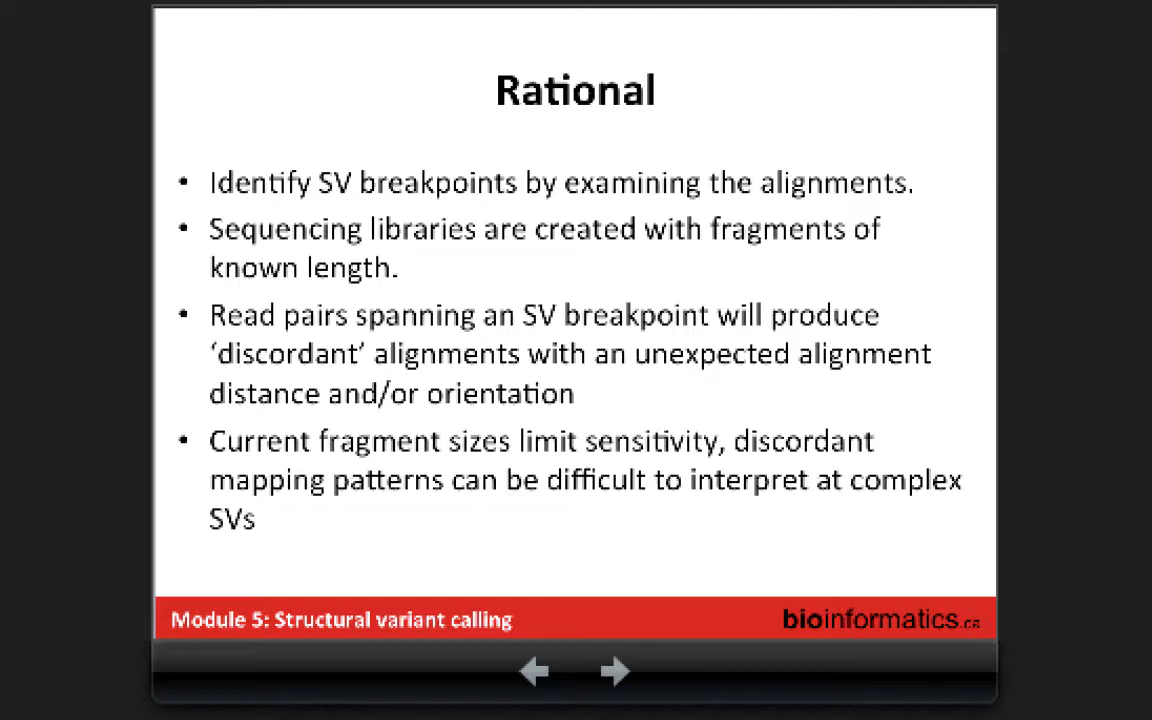 Rational
• Identify SV breakpoints by examining the alignments.
• Sequencing libraries are created with fragments of
known length.
• Read pairs spanning an SV breakpoint will produce
‘discordant’ alignments with an unexpected alignment
distance and/or orientation
• Current fragment sizes limit sensitivity, discordant
mapping patterns can be difficult to interpret at complex
SVs
Module 5: Structural variant calling
bioinformatics.ca